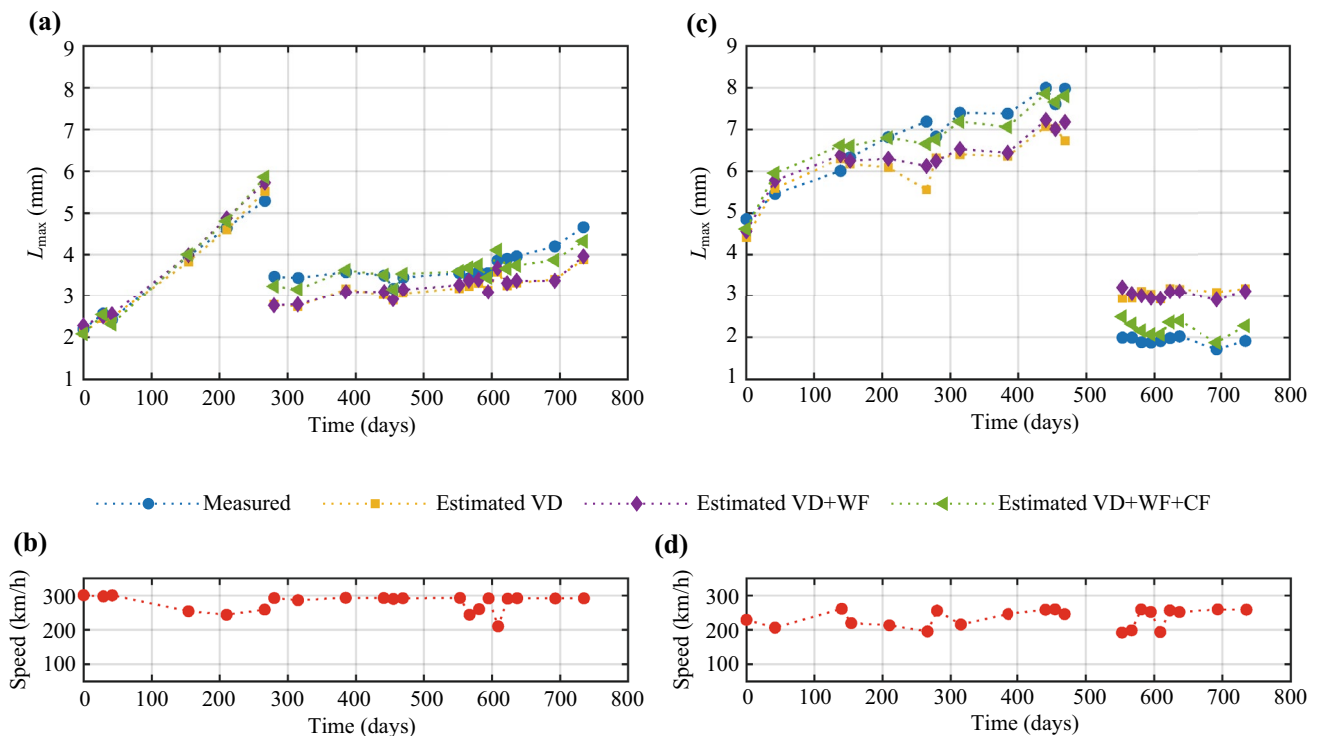 (a)
9
8
7
6
5
4
3
2
1
Lmax (mm)
0 100 200 300 400 500 600 700 800
Time (days)
(c)
9
8
7
6
5
4
3
2
1
Lmax (mm)
0 100 200 300 400 500 600 700 800
Time (days)
Measured Estimated VD Estimated VD+WF Estimated VD+WF+CF
(b)
300
200
100
Speed (km/h)
0 100 200 300 400 500 600 700 800
Time (days)
(d)
300
200
100
Speed (km/h)
0 100 200 300 400 500 600 700 800
Time (days)